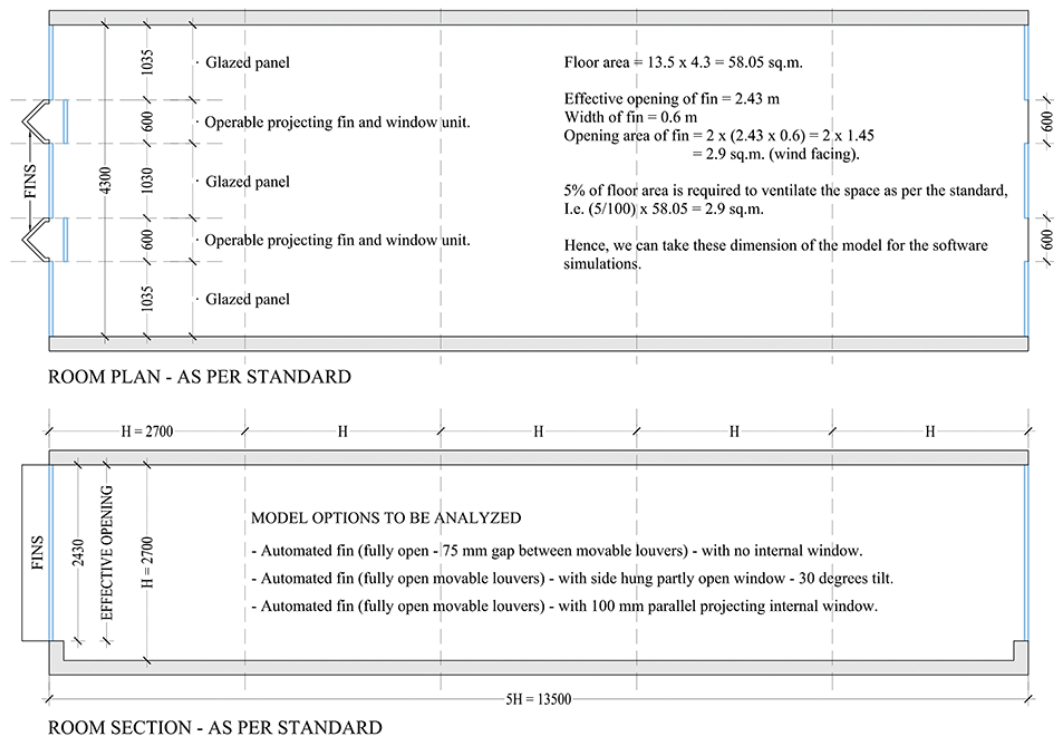 1035
· Glazed panel
600
· Operable projecting fin and window unit.
FINS
4300
1030
· Glazed panel
600
· Operable projecting fin and window unit.
1035
· Glazed panel
Floor area = 13.5 x 4.3 = 58.05 sq.m.
Effective opening of fin = 2.43 m
Width of fin = 0.6 m
Opening area of fin = 2 x (2.43 x 0.6) = 2 x 1.45
= 2.9 sq.m. (wind facing).
5% of floor area is required to ventilate the space as per the standard,
I.e. (5/100) x 58.05 = 2.9 sq.m.
Hence, we can take these dimension of the model for the software
simulations.
600
600
ROOM PLAN - AS PER STANDARD
H = 2700
H
H
H
H
FINS
2430
EFFECTIVE OPENING
H = 2700
MODEL OPTIONS TO BE ANALYZED
- Automated fin (fully open - 75 mm gap between movable louvers) - with no internal window.
- Automated fin (fully open movable louvers) - with side hung partly open window - 30 degrees tilt.
- Automated fin (fully open movable louvers) - with 100 mm parallel projecting internal window.
5H = 13500
ROOM SECTION - AS PER STANDARD